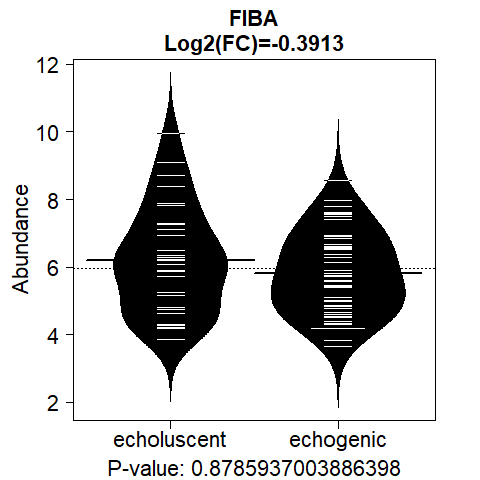 FIBA
Log2(FC)=-0.3913
Abundance
12
10
8
6
4
2
echoluscent
echogenic
P-value: 0.8785937003886398